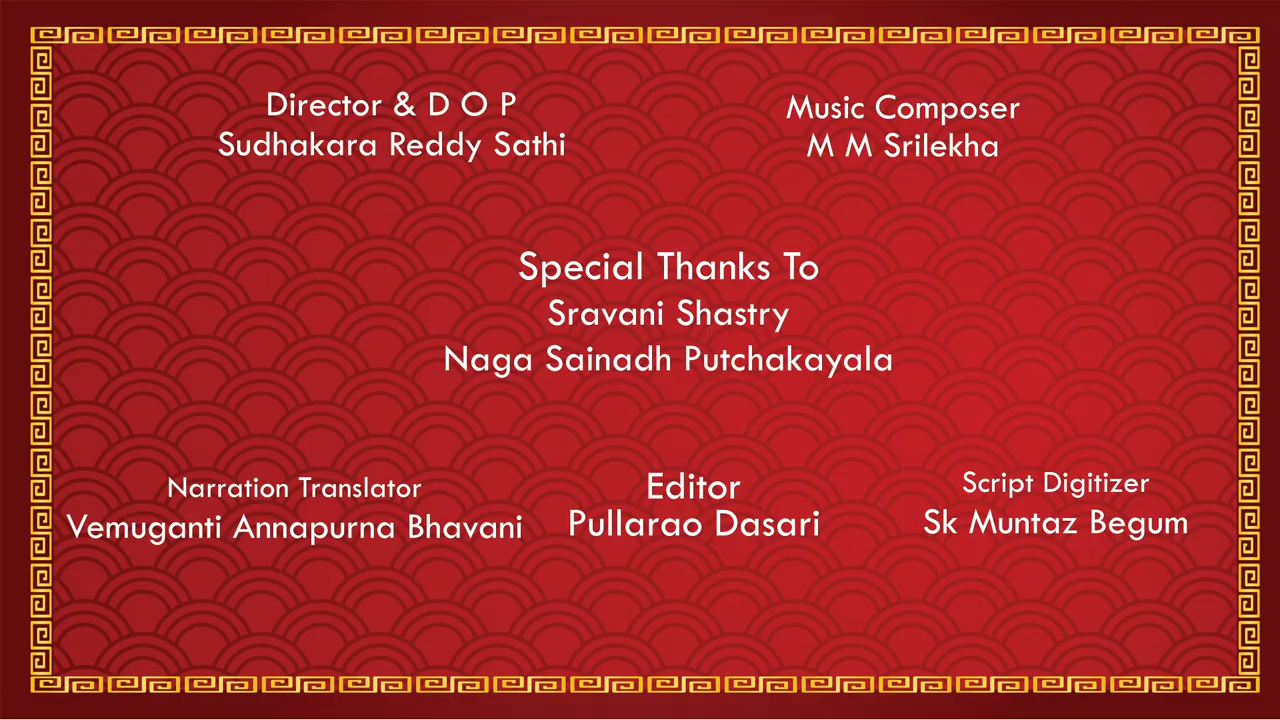 Director & D O P
Sudhakara Reddy Sathi
Music Composer
M M Srilekha
Special Thanks To
Sravani Shastry
Naga Sainadh Putchakayala
Narration Translator
Vemuganti Annapurna Bhavani
Editor
Pullarao Dasari
Script Digitizer
Sk Muntaz Begum